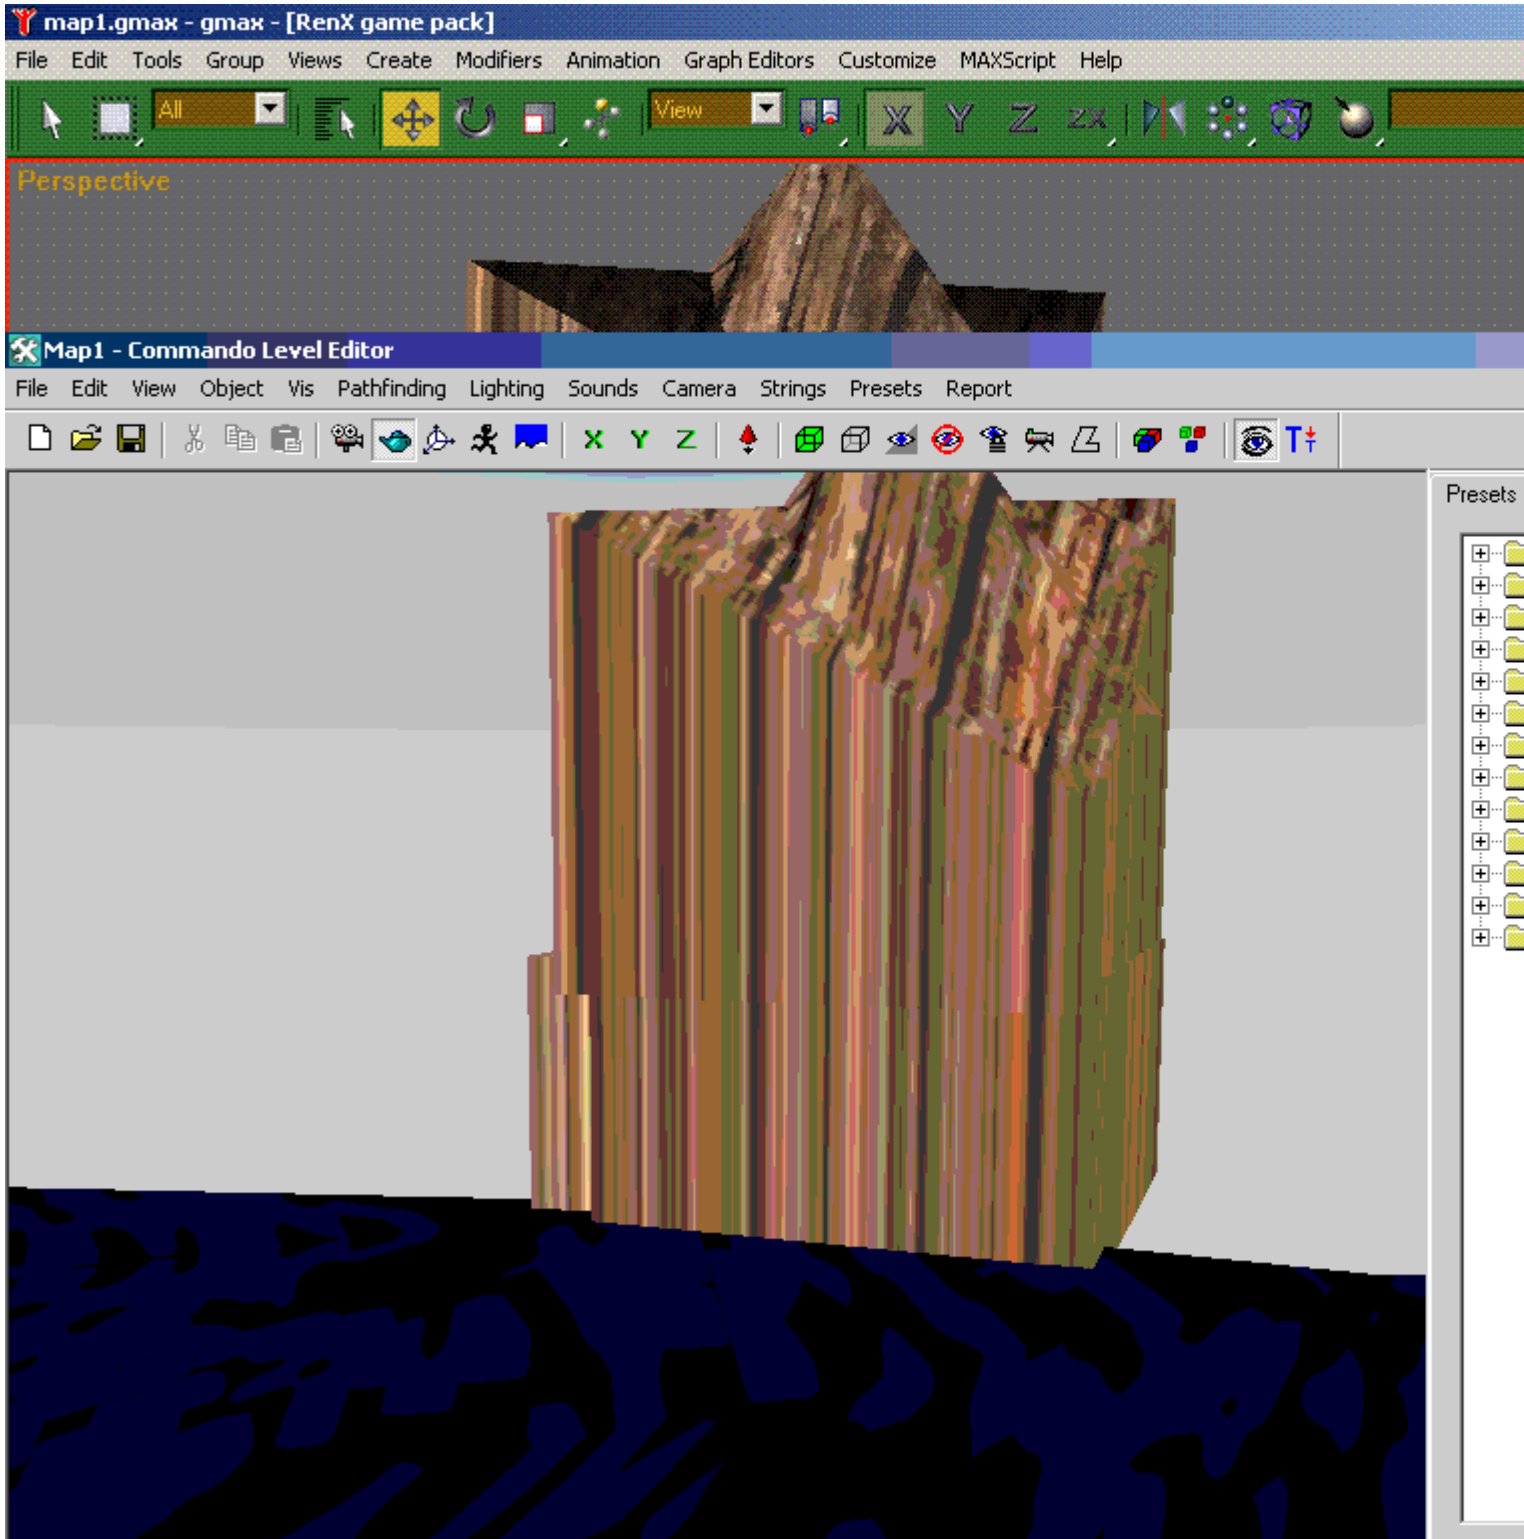 map1.gmax - gmax - [RenX game pack]
File Edit Tools Group Views Create Modifiers Animation Graph Editors Customize MAXScript Help
All View X Y Z ZX
Perspective
Map1 - Commando Level Editor
File Edit View Object Vis Pathfinding Lighting Sounds Camera Strings Presets Report
X Y Z T
Presets